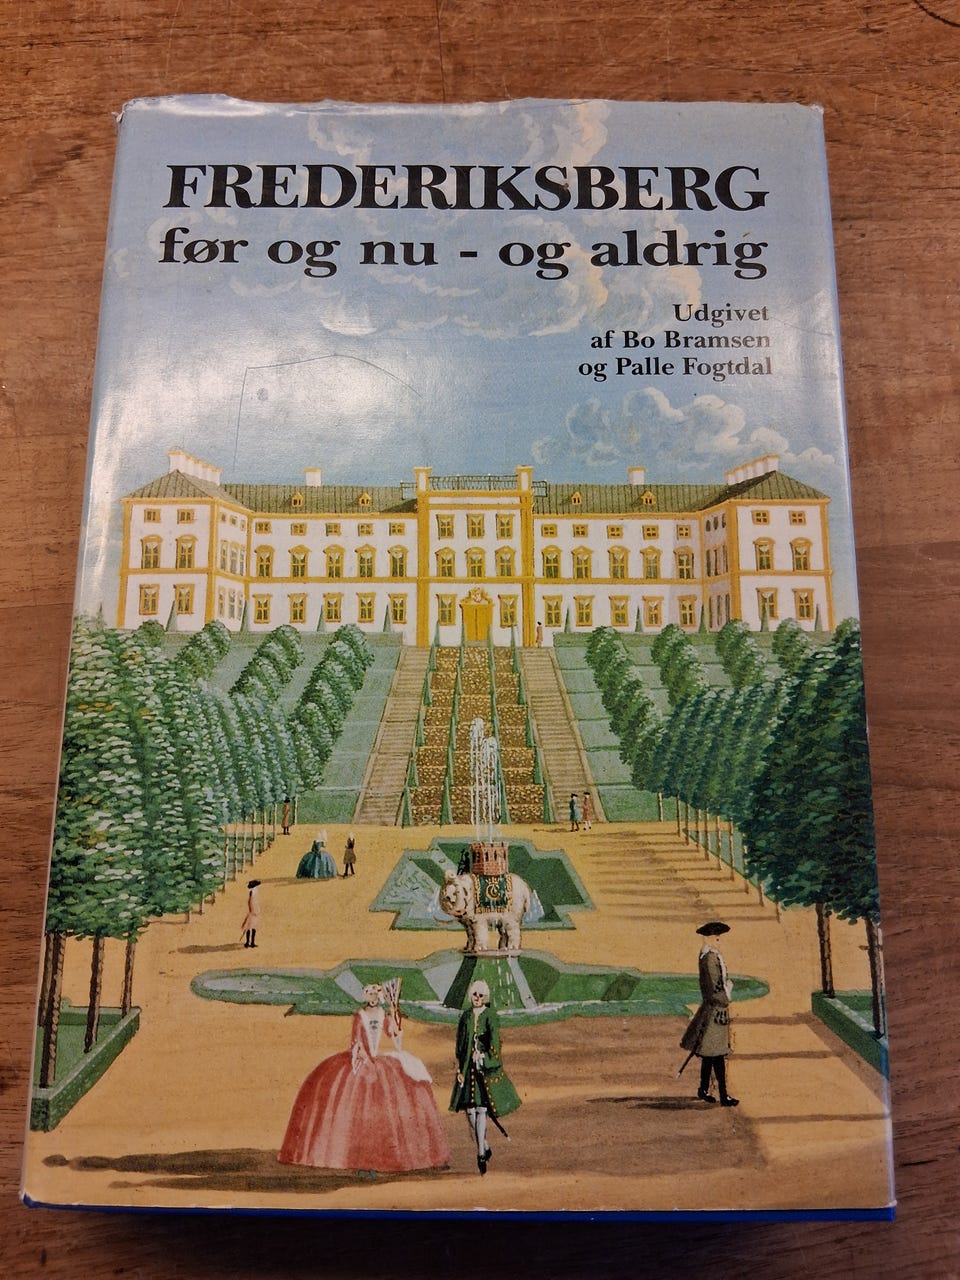 FREDERIKSBERG
før og nu - og aldrig
Udgivet
af Bo Bramsen
og Palle Fogtdal